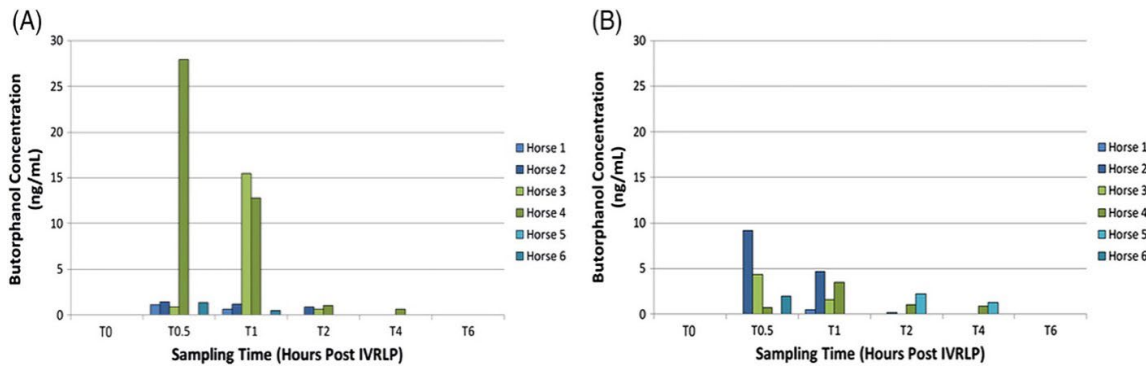 (A)
30
25
20
15
10
5
0
Butorphanol Concentration
(ng/mL)
T0 T0.5 T1 T2 T4 T6
Sampling Time (Hours Post IVRLP)
Horse 1
Horse 2
Horse 3
Horse 4
Horse 5
Horse 6
(B)
30
25
20
15
10
5
0
Butorphanol Concentration
(ng/mL)
T0 T0.5 T1 T2 T4 T6
Sampling Time (Hours Post IVRLP)
Horse 1
Horse 2
Horse 3
Horse 4
Horse 5
Horse 6